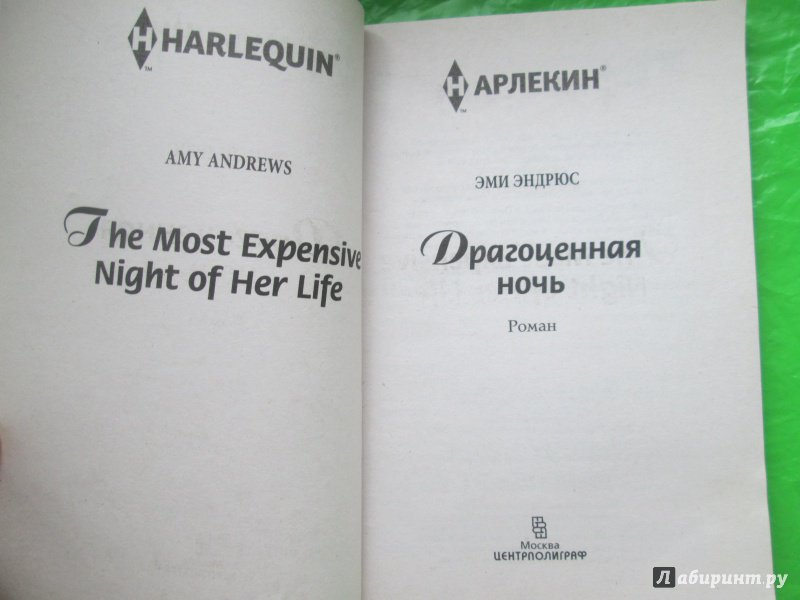 HARLEQUIN®
AMY ANDREWS
The Most Expensive
Night of Her Life
АРЛЕКИН®
ЭМИ ЭНДРЮС
Драгоценная
ночь
Роман
Москва
ЦЕНТРПОЛИГРАФ
Лабиринт.ру